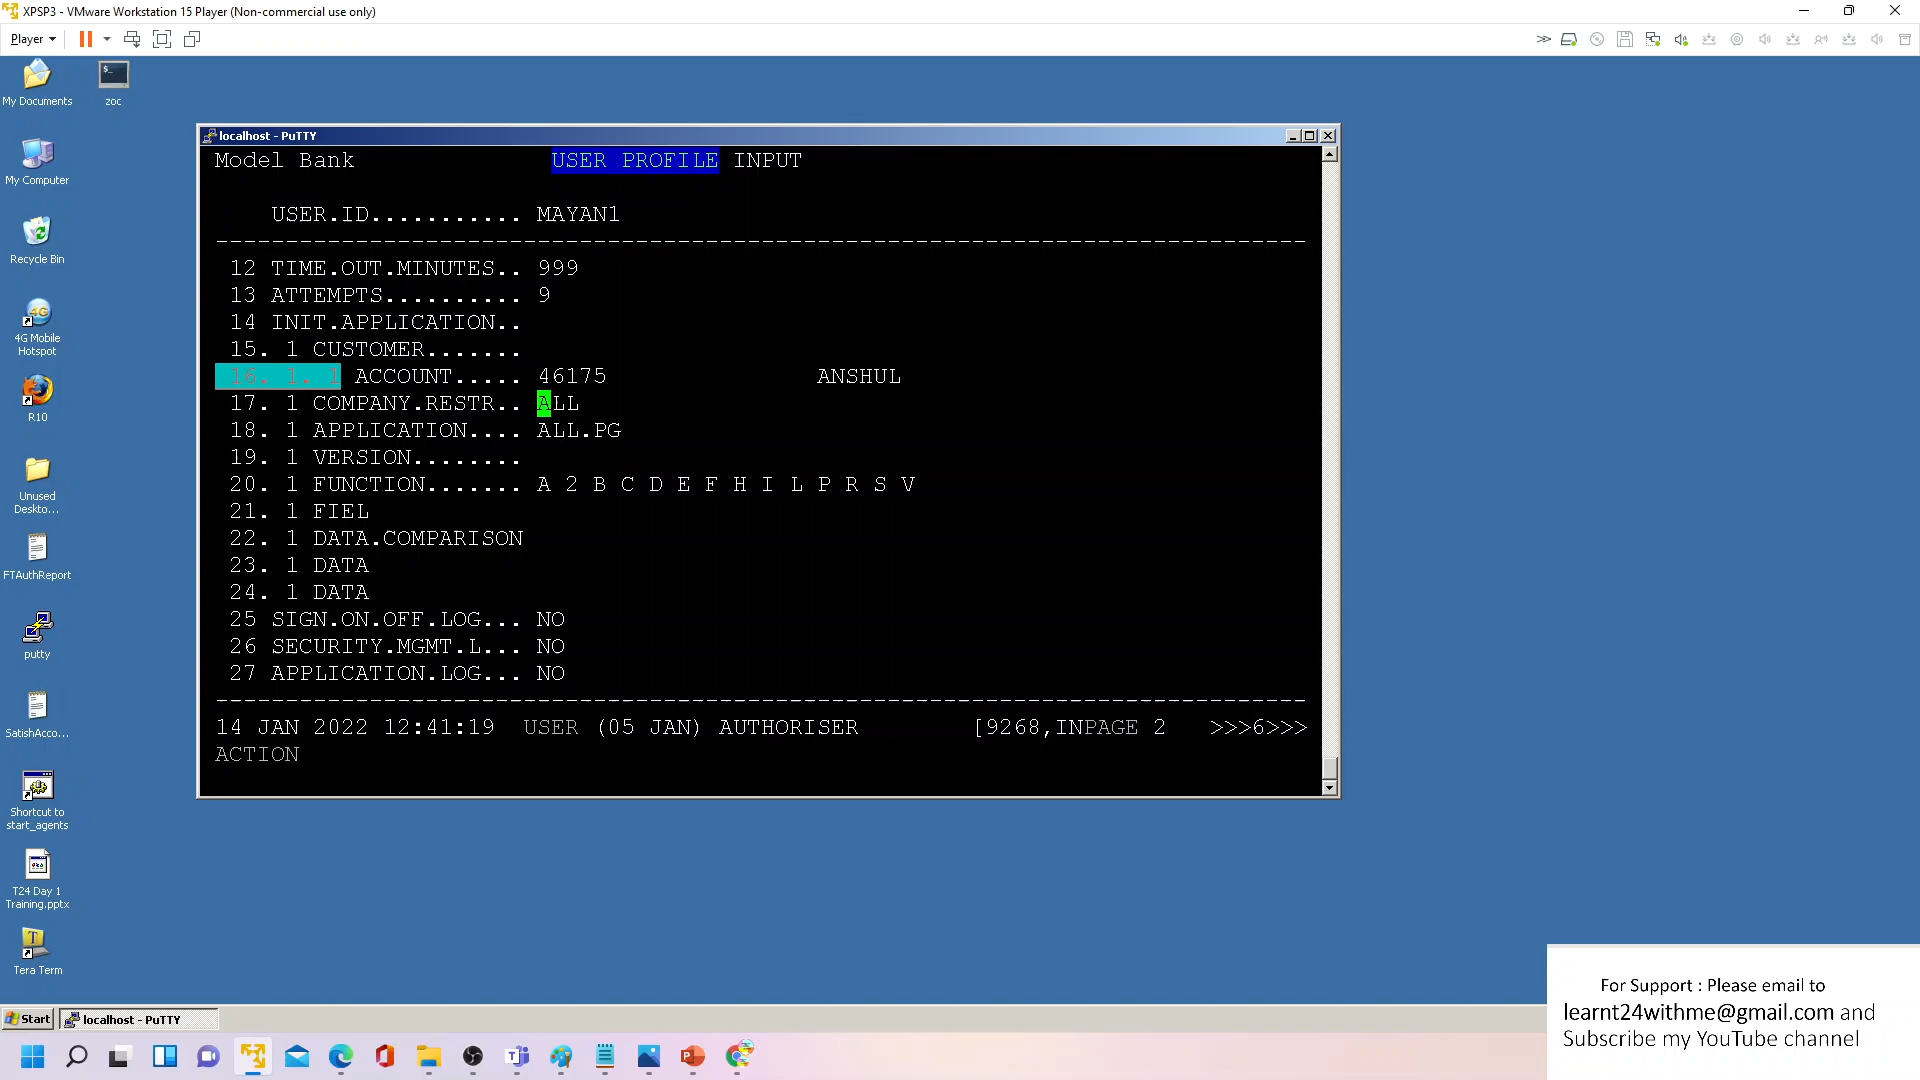 XPSP3 - VMware Workstation 15 Player (Non-commercial use only)
Player
My Documents
zoc
My Computer
Recycle Bin
4G
4G Mobile
Hotspot
R10
Unused
Deskto...
FTAuthReport
putty
SatishAcco...
Shortcut to
start_agents
T24 Day 1
Training.pptx
Tera Term
localhost - PuTTY
Model Bank USER PROFILE INPUT
USER.ID........... MAYAN1
------------------------------------------------------------------------------
12 TIME.OUT.MINUTES.. 999
13 ATTEMPTS.......... 9
14 INIT.APPLICATION..
15. 1 CUSTOMER.......
16. 1. 1 ACCOUNT..... 46175 ANSHUL
17. 1 COMPANY.RESTR.. ALL
18. 1 APPLICATION.... ALL.PG
19. 1 VERSION........
20. 1 FUNCTION....... A 2 B C D E F H I L P R S V
21. 1 FIEL
22. 1 DATA.COMPARISON
23. 1 DATA
24. 1 DATA
25 SIGN.ON.OFF.LOG... NO
26 SECURITY.MGMT.L... NO
27 APPLICATION.LOG... NO
------------------------------------------------------------------------------
14 JAN 2022 12:41:19 USER (05 JAN) AUTHORISER [9268,INPAGE 2 >>>6>>>
ACTION
Start
localhost - PuTTY
For Support : Please email to
learnt24withme@gmail.com and
Subscribe my YouTube channel